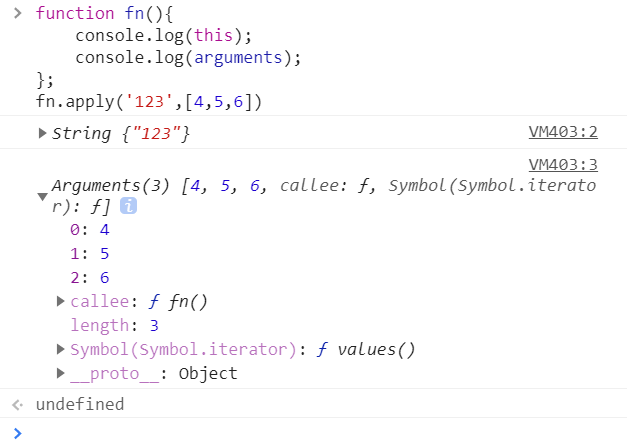 function fn(){
console.log(this);
console.log(arguments);
};
fn.apply('123',[4,5,6])
String {"123"} VM403:2
VM403:3
Arguments(3) [4, 5, 6, callee: ƒ, Symbol(Symbol.iterato
r): ƒ] i
0: 4
1: 5
2: 6
callee: ƒ fn()
length: 3
Symbol(Symbol.iterator): ƒ values()
__proto__: Object
undefined